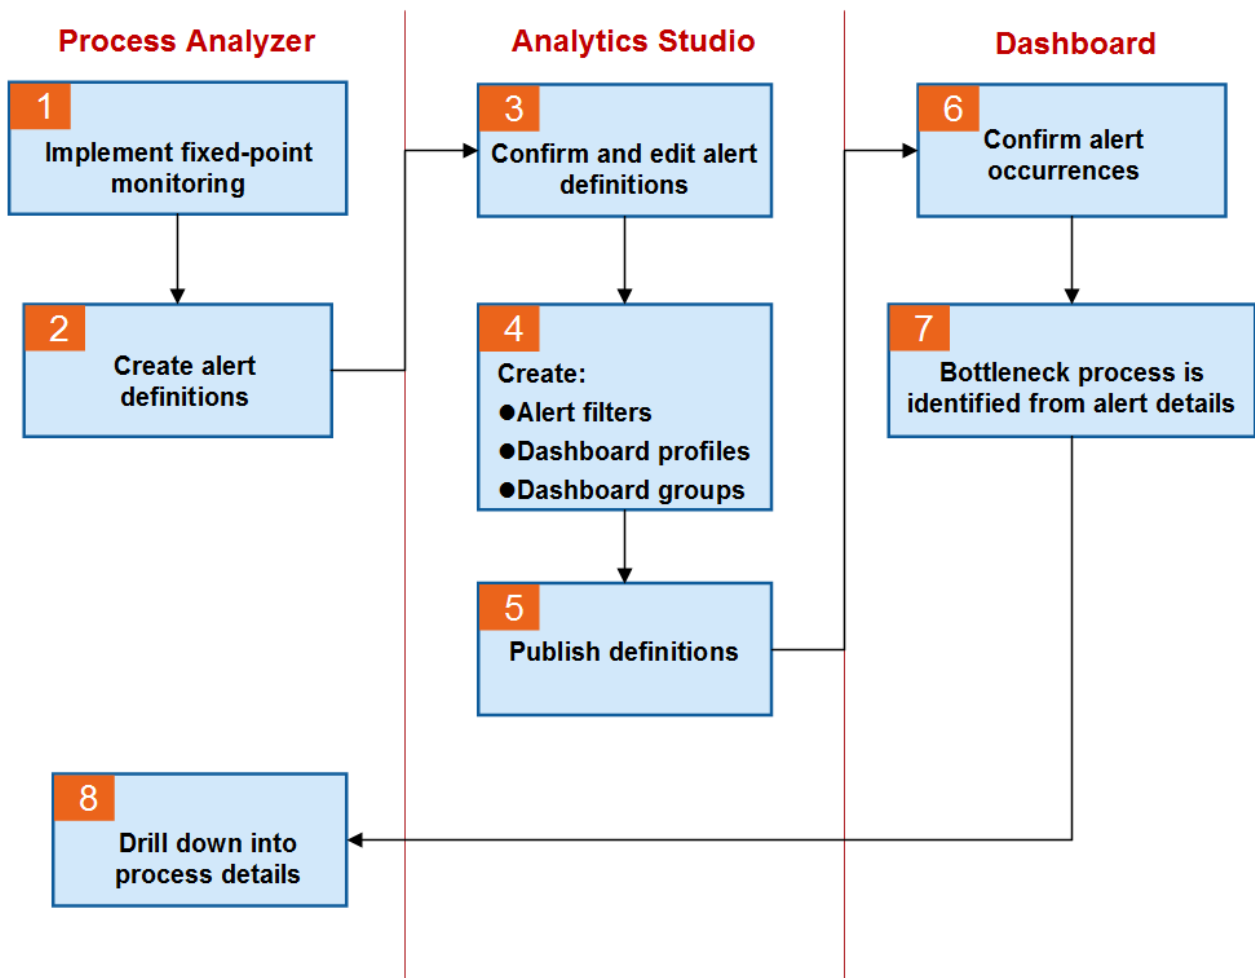 Process Analyzer
Analytics Studio
Dashboard
1
Implement fixed-point
monitoring
2
Create alert
definitions
3
Confirm and edit alert
definitions
4
Create:
●Alert filters
●Dashboard profiles
●Dashboard groups
5
Publish definitions
6
Confirm alert
occurrences
7
Bottleneck process is
identified from alert details
8
Drill down into
process details